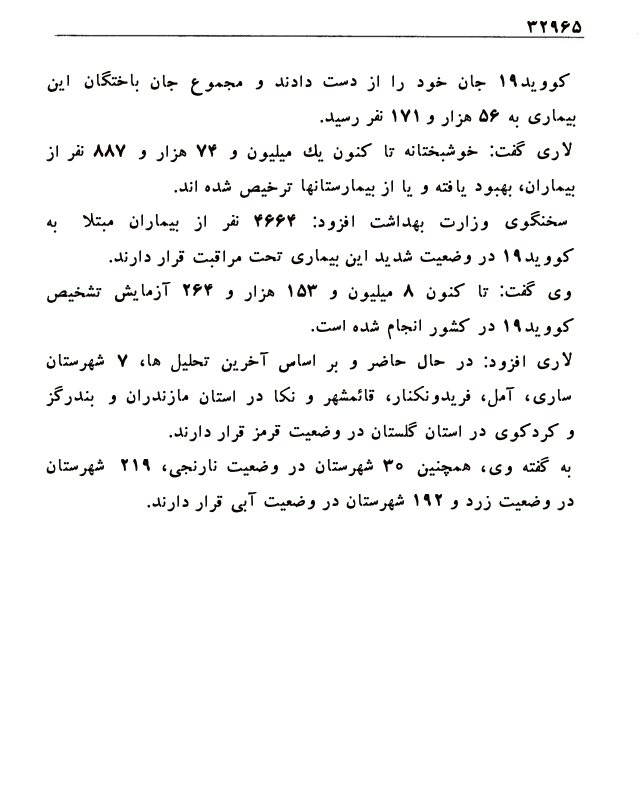 ۳۲۹۶۵
کووید۱۹ جان خود را از دست دادند و مجموع جان باختگان این
بیماری به ۵۶ هزار و ۱۷۱ نفر رسید.
لاری گفت: خوشبختانه تا کنون یك میلیون و ۷۴ هزار و ۸۸۷ نفر از
بیماران، بهبود یافته و یا از بیمارستانها ترخیص شده اند.
سخنگوی وزارت بهداشت افزود: ۴۶۶۴ نفر از بیماران مبتلا به
کووید۱۹ در وضعیت شدید این بیماری تحت مراقبت قرار دارند.
وی گفت: تا کنون ۸ میلیون و ۱۵۳ هزار و ۲۶۴ آزمایش تشخیص
کووید۱۹ در کشور انجام شده است.
لاری افزود: در حال حاضر و بر اساس آخرین تحلیل ها، ۷ شهرستان
ساری، آمل، فریدونکنار، قائمشهر و نکا در استان مازندران و بندرگز
و کردکوی در استان گلستان در وضعیت قرمز قرار دارند.
به گفته وی، همچنین ۳۰ شهرستان در وضعیت نارنجی، ۲۱۹ شهرستان
در وضعیت زرد و ۱۹۲ شهرستان در وضعیت آبی قرار دارند.